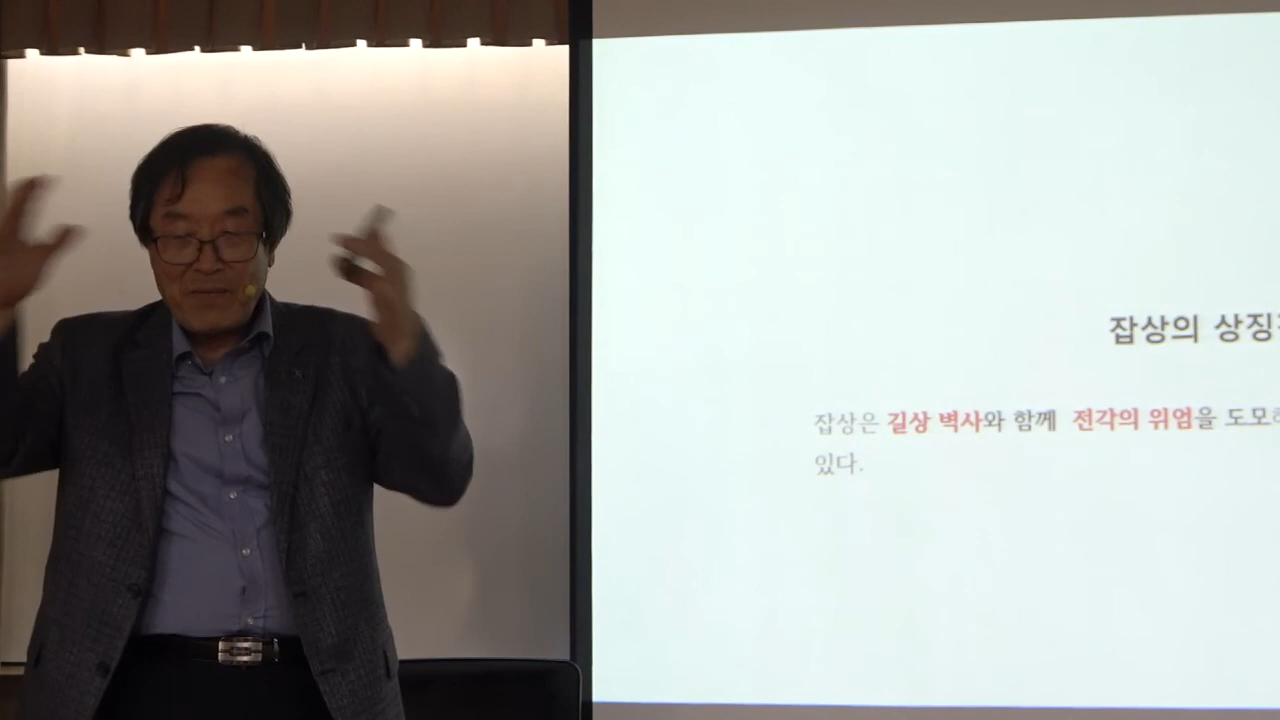 잡상의 상징
잡상은 길상 벽사와 함께 전각의 위엄을 도모
있다.